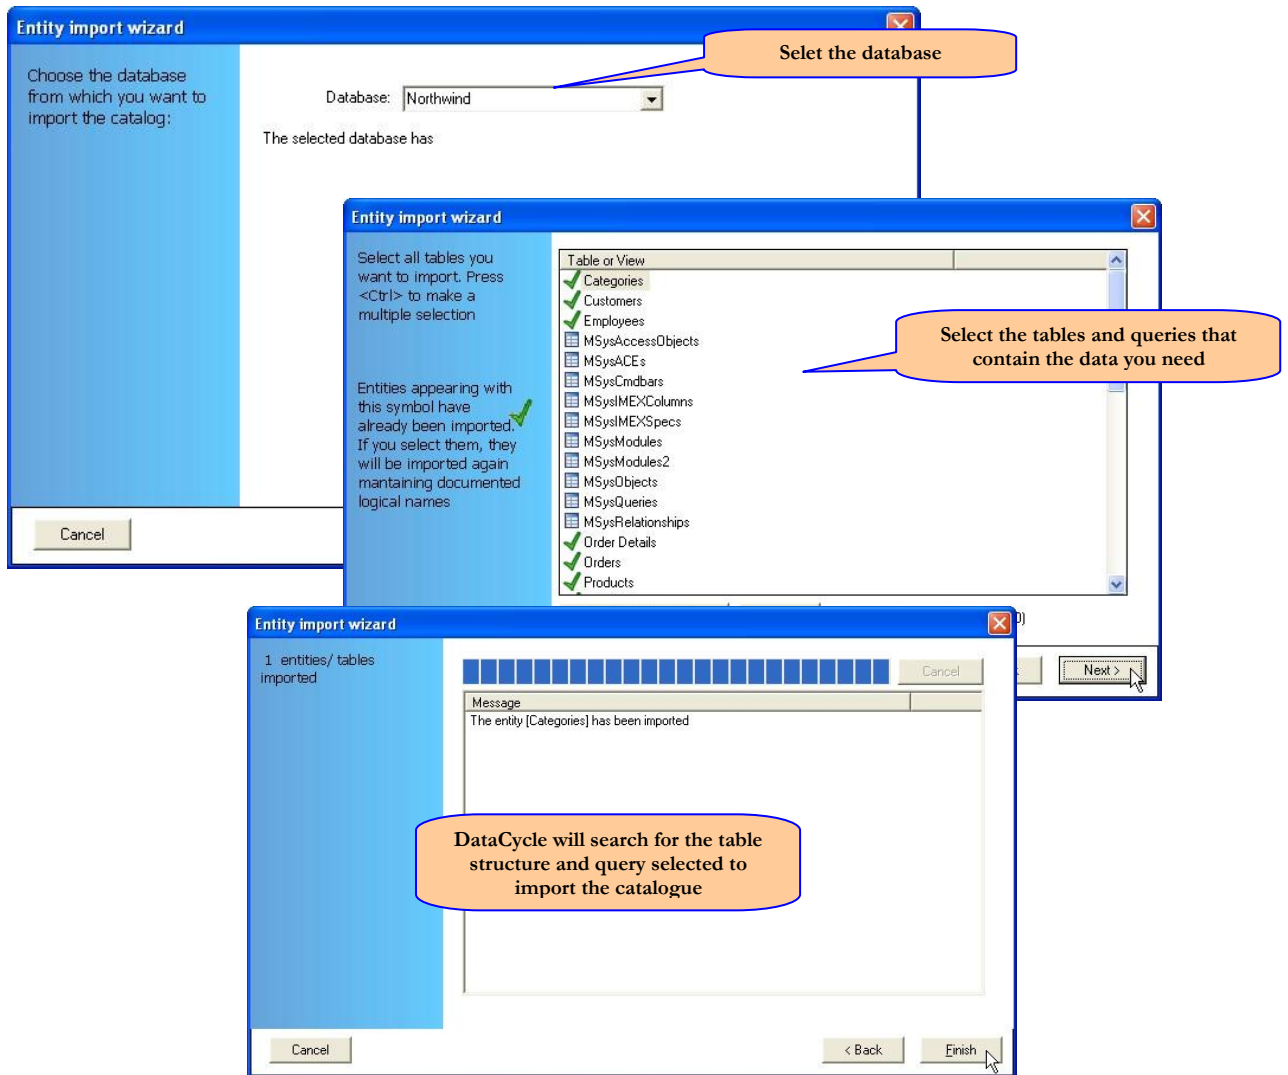 Entity import wizard
Selet the database
Choose the database
from which you want to
import the catalog:
Database: Northwind
The selected database has
Cancel
Entity import wizard
Select all tables you
want to import. Press
<Ctrl> to make a
multiple selection
Entities appearing with
this symbol have
already been imported.
If you select them, they
will be imported again
mantaining documented
logical names
Table or View
Categories
Customers
Employees
MSysAccessObjects
MSysACEs
MSysCmdbars
MSysIMEXColumns
MSysIMEXSpecs
MSysModules
MSysModules2
MSysObjects
MSysQueries
MSysRelationships
Order Details
Orders
Products
Select the tables and queries that
contain the data you need
Next >
Entity import wizard
1 entities/ tables
imported
Cancel
Message
The entity [Categories] has been imported
DataCycle will search for the table
structure and query selected to
import the catalogue
Cancel
< Back
Finish